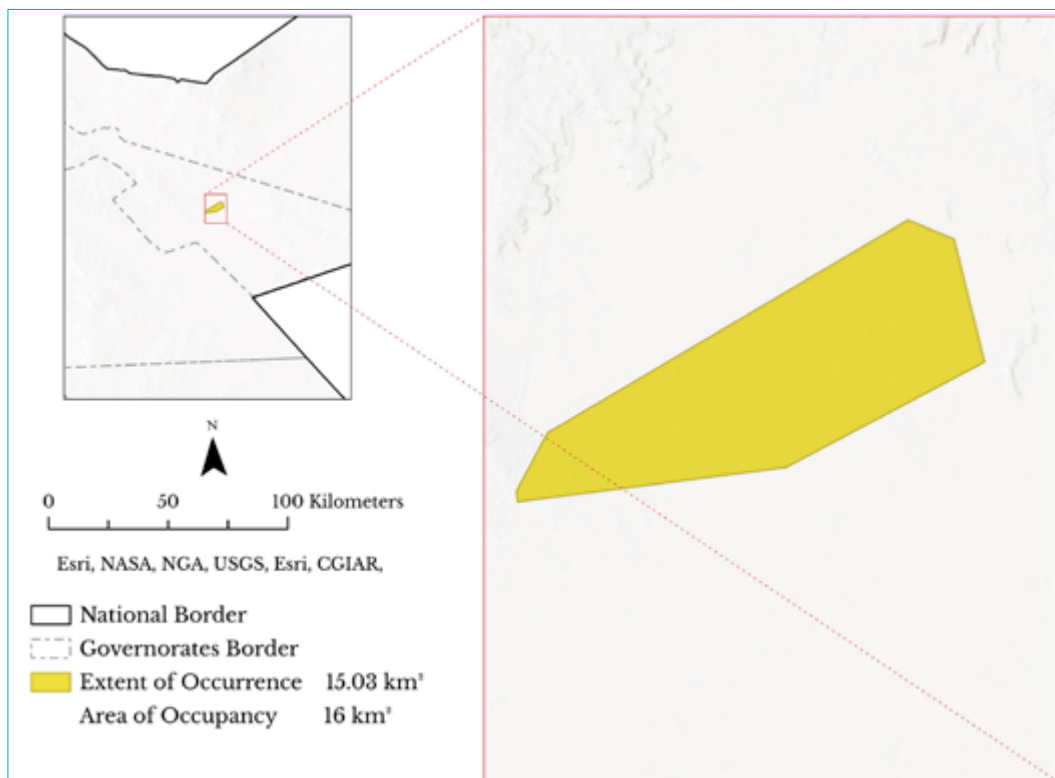 N
0 50 100 Kilometers
Esri, NASA, NGA, USGS, Esri, CGIAR,
National Border
Governorates Border
Extent of Occurrence 15.03 km²
Area of Occupancy 16 km²